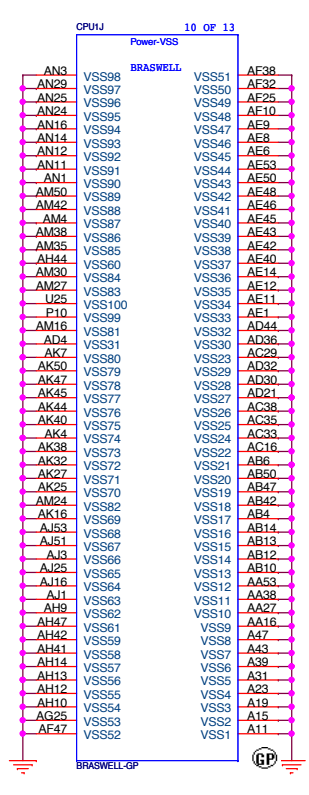 CPU1J 10 OF 13
Power-VSS
BRASWELL
AN3 VSS98 VSS51 AF38
AN29 VSS97 VSS50 AF32
AN25 VSS96 VSS49 AF25
AN24 VSS95 VSS48 AF10
AN16 VSS94 VSS47 AE9
AN14 VSS93 VSS46 AE8
AN12 VSS92 VSS45 AE6
AN11 VSS91 VSS44 AE53
AN1 VSS90 VSS43 AE50
AM50 VSS89 VSS42 AE48
AM42 VSS88 VSS41 AE46
AM4 VSS87 VSS40 AE45
AM38 VSS86 VSS39 AE43
AM35 VSS85 VSS38 AE42
AH44 VSS60 VSS37 AE40
AM30 VSS84 VSS36 AE14
AM27 VSS83 VSS35 AE12
U25 VSS100 VSS34 AE11
P10 VSS99 VSS33 AE1
AM16 VSS81 VSS32 AD44
AD4 VSS31 VSS30 AD36
AK7 VSS80 VSS23 AC29
AK50 VSS79 VSS29 AD32
AK47 VSS78 VSS28 AD30
AK45 VSS77 VSS27 AD21
AK44 VSS76 VSS26 AC38
AK40 VSS75 VSS25 AC35
AK4 VSS74 VSS24 AC33
AK38 VSS73 VSS22 AC16
AK32 VSS72 VSS21 AB6
AK27 VSS71 VSS20 AB50
AK25 VSS70 VSS19 AB47
AM24 VSS82 VSS18 AB42
AK16 VSS69 VSS17 AB4
AJ53 VSS68 VSS16 AB14
AJ51 VSS67 VSS15 AB13
AJ3 VSS66 VSS14 AB12
AJ25 VSS65 VSS13 AB10
AJ16 VSS64 VSS12 AA53
AJ1 VSS63 VSS11 AA38
AH9 VSS62 VSS10 AA27
AH47 VSS61 VSS9 AA16
AH42 VSS59 VSS8 A47
AH41 VSS58 VSS7 A43
AH14 VSS57 VSS6 A39
AH13 VSS56 VSS5 A31
AH12 VSS55 VSS4 A23
AH10 VSS54 VSS3 A19
AG25 VSS53 VSS2 A15
AF47 VSS52 VSS1 A11
GP
BRASWELL-GP